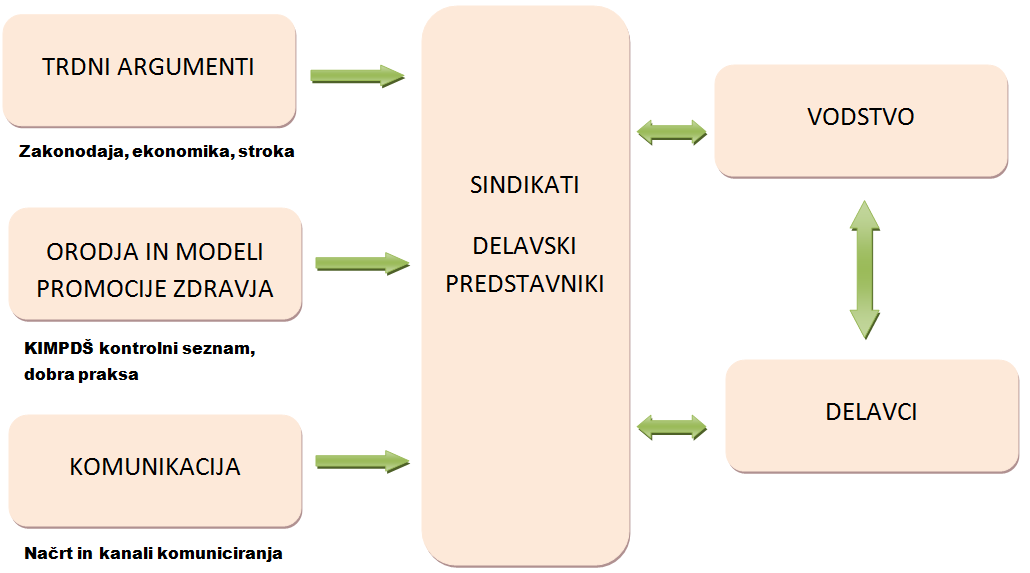 TRDNI ARGUMENTI
Zakonodaja, ekonomika, stroka
ORODJA IN MODELI
PROMOCIJE ZDRAVJA
KIMPDŠ kontrolni seznam,
dobra praksa
KOMUNIKACIJA
Načrt in kanali komuniciranja
SINDIKATI
DELAVSKI
PREDSTAVNIKI
VODSTVO
DELAVCI